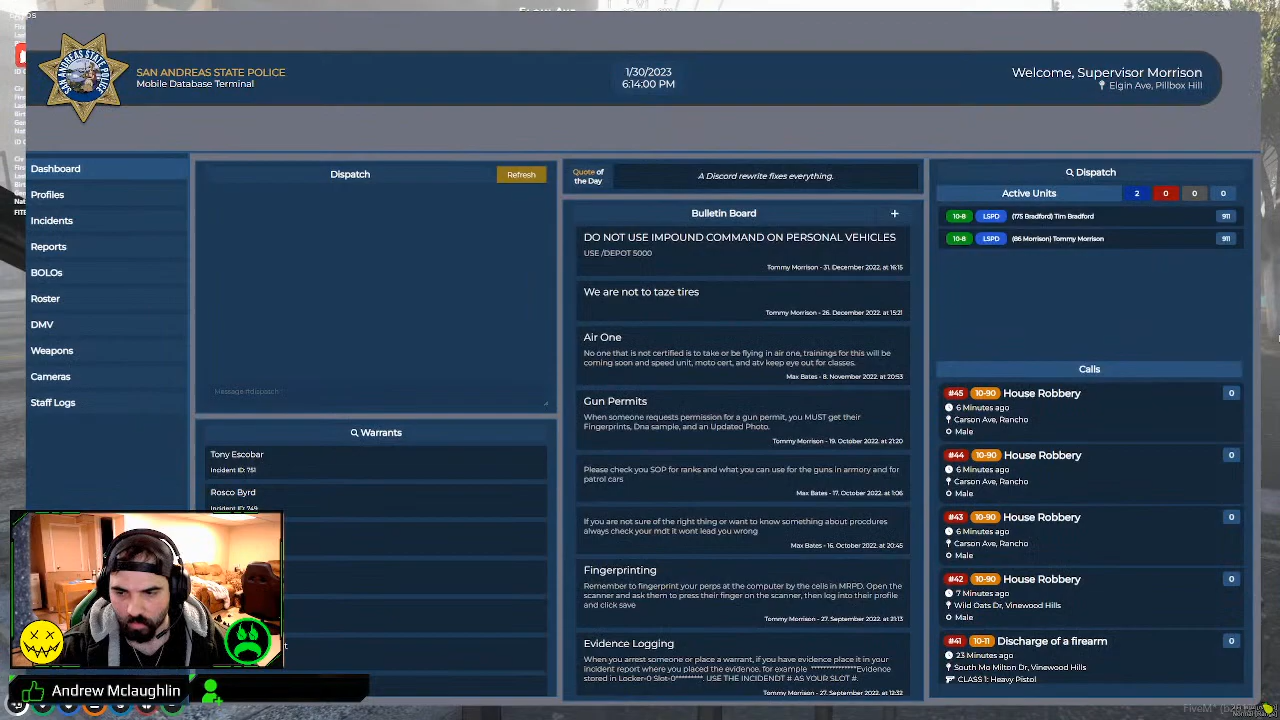 SAN ANDREAS STATE POLICE
Mobile Database Terminal
1/30/2023
6:14:00 PM
Welcome, Supervisor Morrison
Elgin Ave, Pillbox Hill
Dashboard
Profiles
Incidents
Reports
BOLOs
Roster
DMV
Weapons
Cameras
Staff Logs
Dispatch
Refresh
Message #dispatch
Warrants
Tony Escobar
Incident ID: 751
Rosco Byrd
Incident ID: 749
Quote of
the Day
A Discord rewrite fixes everything.
Bulletin Board
+
DO NOT USE IMPOUND COMMAND ON PERSONAL VEHICLES
USE /DEPOT 5000
Tommy Morrison - 31. December 2022. at 16:15
We are not to taze tires
Tommy Morrison - 26. December 2022. at 15:21
Air One
No one that is not certified is to take or be flying in air one, trainings for this will be
coming soon and speed unit, moto cert, and atv keep eye out for classes.
Max Bates - 8. November 2022. at 20:53
Gun Permits
When someone requests permission for a gun permit, you MUST get their
Fingerprints, Dna sample, and an Updated Photo.
Tommy Morrison - 19. October 2022. at 21:20
Please check you SOP for ranks and what you can use for the guns in armory and for
patrol cars
Max Bates - 17. October 2022. at 1:06
If you are not sure of the right thing or want to know something about procdures
always check your mdt it wont lead you wrong
Max Bates - 16. October 2022. at 20:45
Fingerprinting
Remember to fingerprint your perps at the computer by the cells in MRPD. Open the
scanner and ask them to press their finger on the scanner, then log into their profile
and click save
Tommy Morrison - 27. September 2022. at 21:13
Evidence Logging
When you arrest someone or place a warrant, if you have evidence place it in your
incident report where you placed the evidence, for example **************Evidence
stored in Locker-0 Slot-0*********. USE THE INCIDENDT # AS YOUR SLOT #.
Tommy Morrison - 27. September 2022. at 12:32
Dispatch
Active Units
2
0
0
0
10-8 LSPD (175 Bradford) Tim Bradford 911
10-8 LSPD (86 Morrison) Tommy Morrison 911
Calls
#45 10-90 House Robbery 0
6 Minutes ago
Carson Ave, Rancho
Male
#44 10-90 House Robbery 0
6 Minutes ago
Carson Ave, Rancho
Male
#43 10-90 House Robbery 0
6 Minutes ago
Carson Ave, Rancho
Male
#42 10-90 House Robbery 0
7 Minutes ago
Wild Oats Dr, Vinewood Hills
Male
#41 10-11 Discharge of a firearm 0
23 Minutes ago
South Mo Milton Dr, Vinewood Hills
CLASS 1: Heavy Pistol
Andrew Mclaughlin